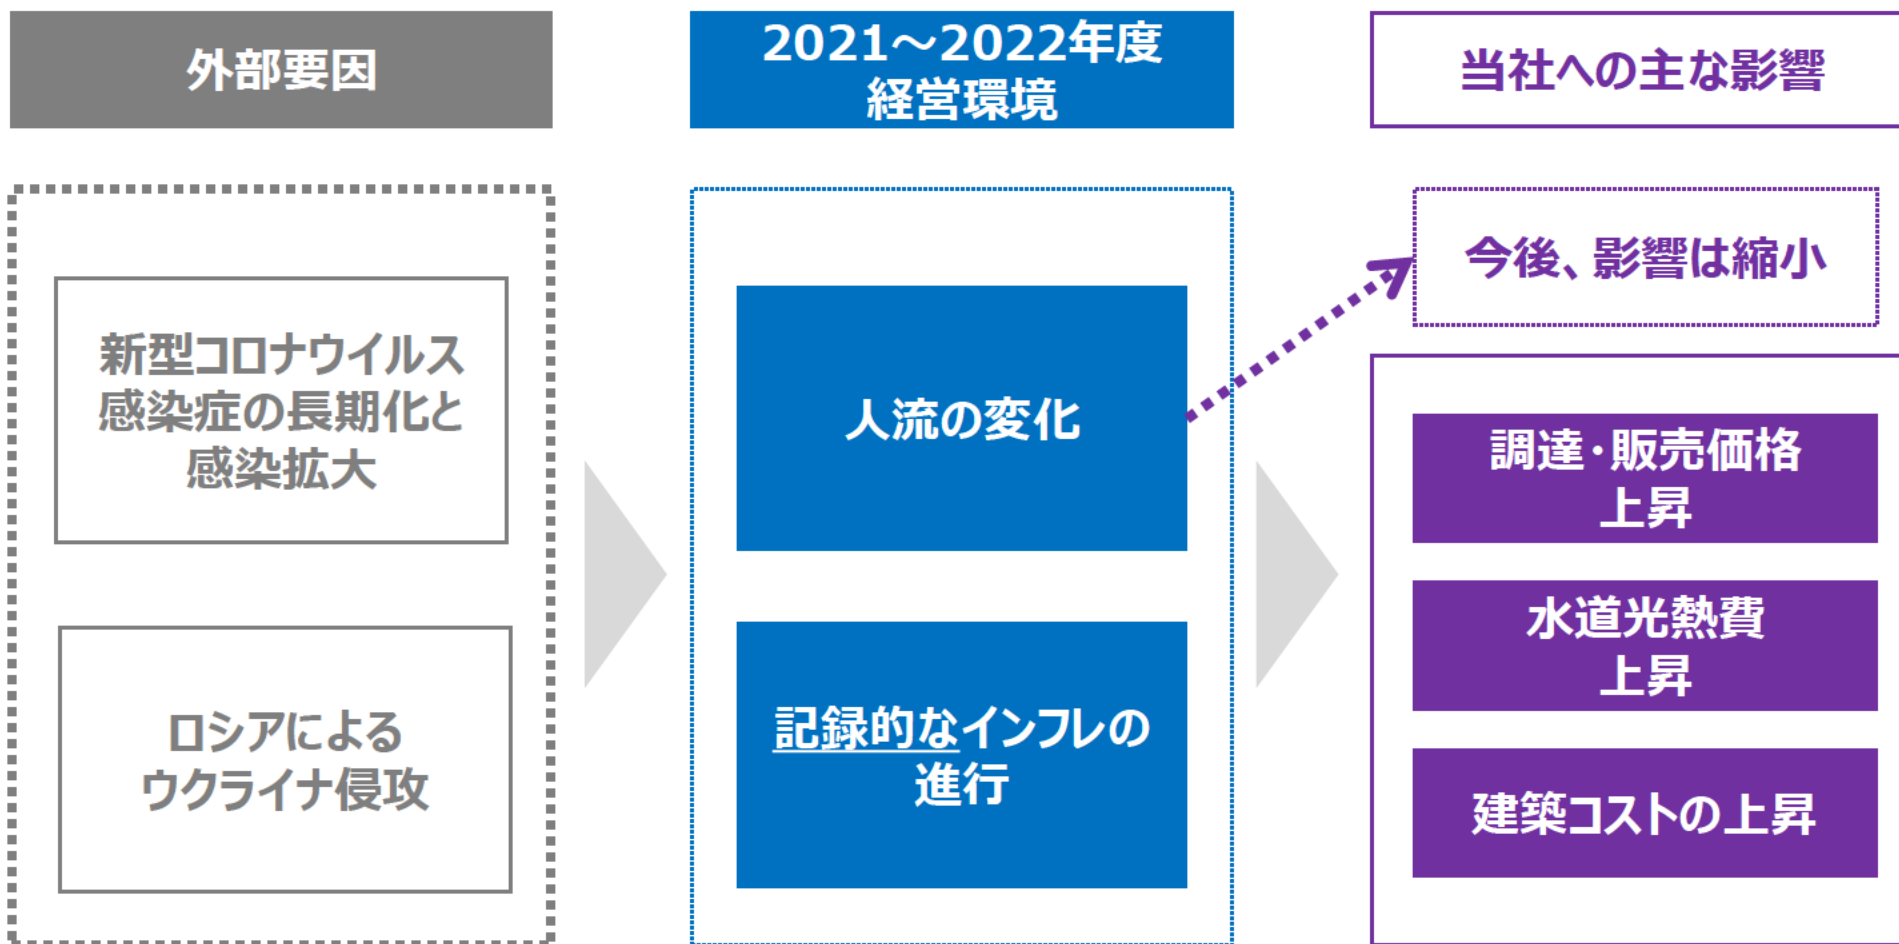 外部要因
2021～2022年度
経営環境
当社への主な影響
新型コロナウイルス
感染症の長期化と
感染拡大
ロシアによる
ウクライナ侵攻
人流の変化
記録的なインフレの
進行
今後、影響は縮小
調達・販売価格
上昇
水道光熱費
上昇
建築コストの上昇